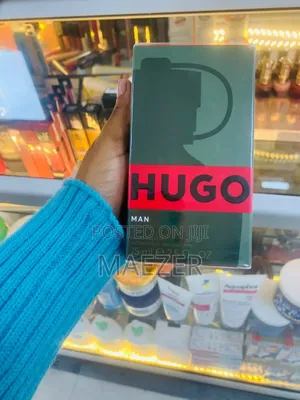 HUGO
MAN
POSTED ON JIJI
MAEZER
Aquaphor